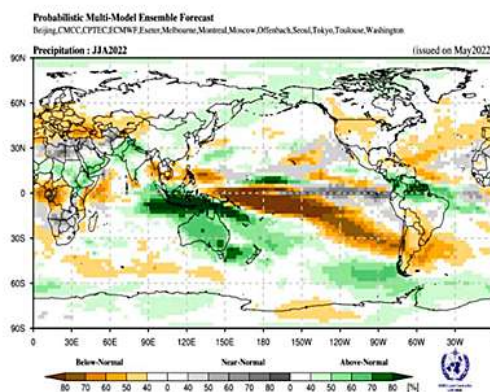 Probabilistic Multi-Model Ensemble Forecast
Beijing,CMCC,CPTEC,ECMWF,Exeter,Melbourne,Montreal,Moscow,Offenbach,Seoul,Tokyo,Toulouse,Washington
Precipitation : JJA2022 (issued on May2022)
90N
60N
30N
0
30S
60S
90S
0 30E 60E 90E 120E 150E 180 150W 120W 90W 60W 30W 0
Below-Normal Near-Normal Above-Normal
80 70 60 50 40 0 40 50 60 70 80 0 40 50 60 70 80 [%]